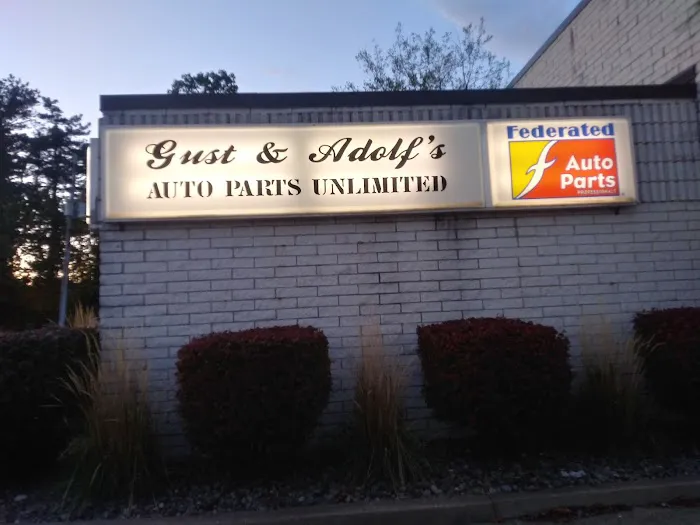 Gust & Adolf's
AUTO PARTS UNLIMITED
Federated
f Auto
Parts